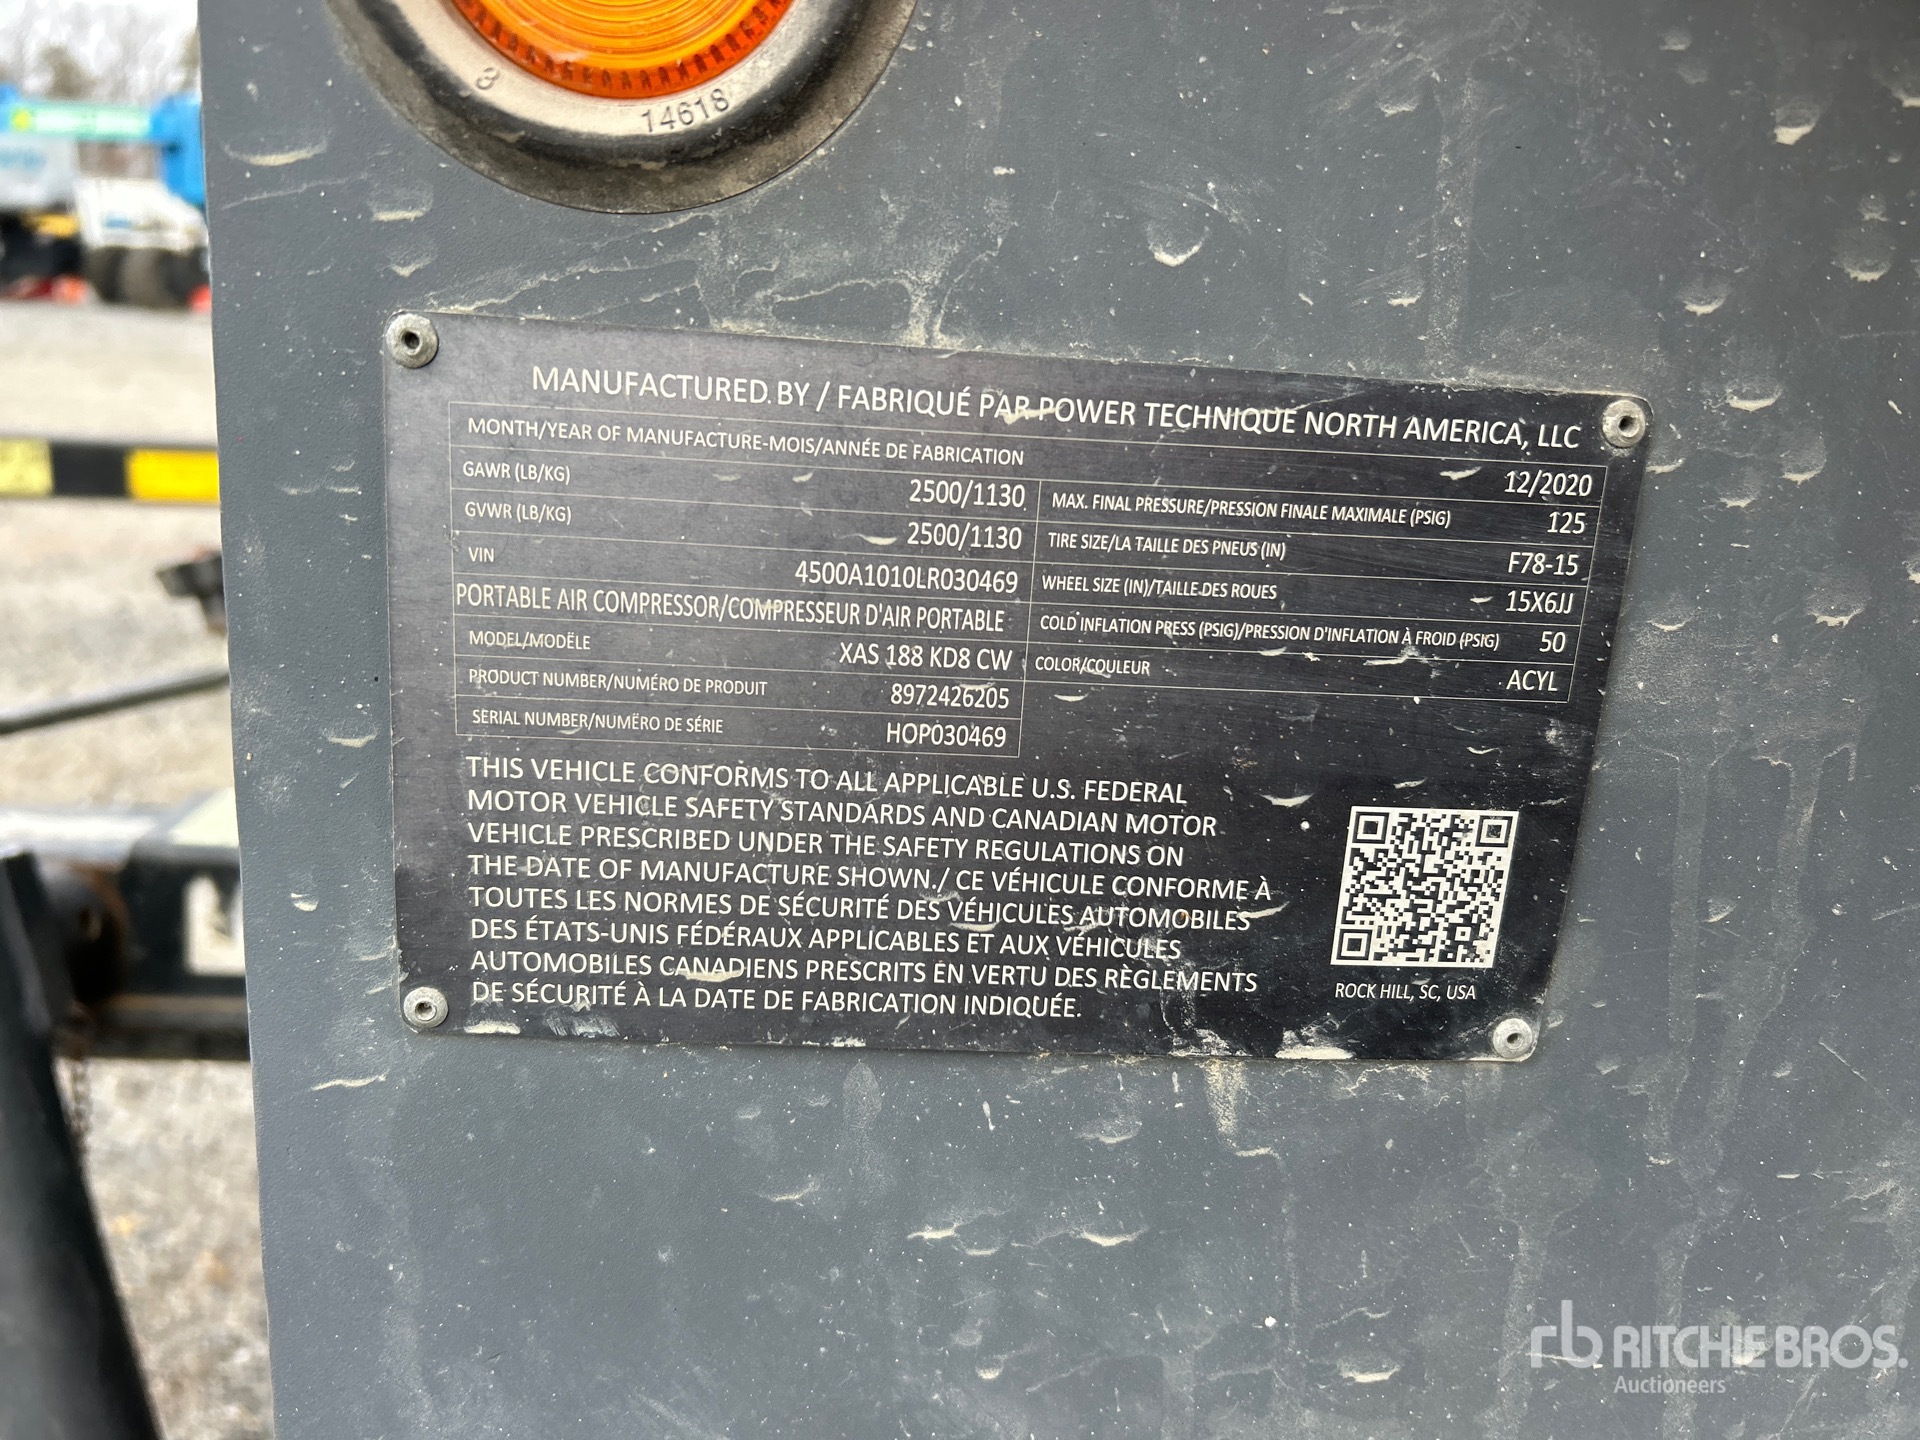 8 14618
MANUFACTURED BY / FABRIQUÉ PAR POWER TECHNIQUE NORTH AMERICA, LLC
MONTH/YEAR OF MANUFACTURE-MOIS/ANNÉE DE FABRICATION 12/2020
GAWR (LB/KG) 2500/1130 MAX. FINAL PRESSURE/PRESSION FINALE MAXIMALE (PSIG) 125
GVWR (LB/KG) 2500/1130 TIRE SIZE/LA TAILLE DES PNEUS (IN) F78-15
VIN 4500A1010LR030469 WHEEL SIZE (IN)/TAILLE DES ROUES 15X6JJ
PORTABLE AIR COMPRESSOR/COMPRESSEUR D'AIR PORTABLE COLD INFLATION PRESS (PSIG)/PRESSION D'INFLATION À FROID (PSIG) 50
MODEL/MODËLE XAS 188 KD8 CW COLOR/COULEUR ACYL
PRODUCT NUMBER/NUMÉRO DE PRODUIT 8972426205
SERIAL NUMBER/NUMËRO DE SÉRIE HOP030469
THIS VEHICLE CONFORMS TO ALL APPLICABLE U.S. FEDERAL
MOTOR VEHICLE SAFETY STANDARDS AND CANADIAN MOTOR
VEHICLE PRESCRIBED UNDER THE SAFETY REGULATIONS ON
THE DATE OF MANUFACTURE SHOWN./ CE VÉHICULE CONFORME À
TOUTES LES NORMES DE SÉCURITÉ DES VÉHICULES AUTOMOBILES
DES ÉTATS-UNIS FÉDÉRAUX APPLICABLES ET AUX VÉHICULES
AUTOMOBILES CANADIENS PRESCRITS EN VERTU DES RÈGLEMENTS
DE SÉCURITÉ À LA DATE DE FABRICATION INDIQUÉE.
ROCK HILL, SC, USA
rb RITCHIE BROS.
Auctioneers